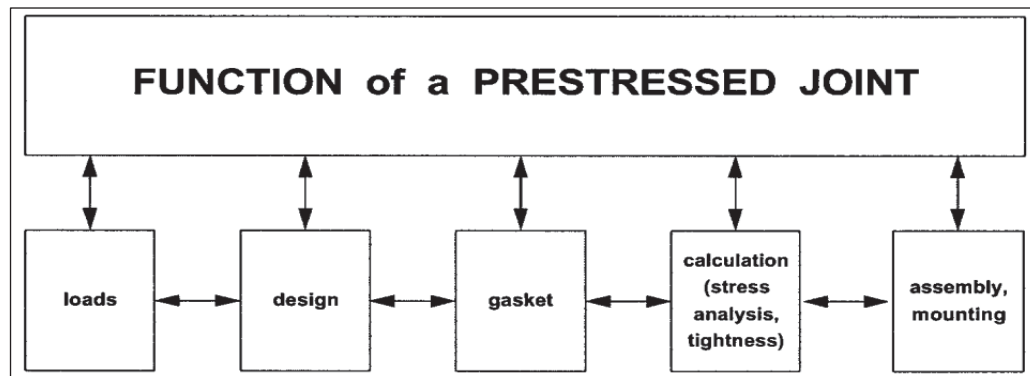 FUNCTION of a PRESTRESSED JOINT
loads
design
gasket
calculation
(stress
analysis,
tightness)
assembly,
mounting